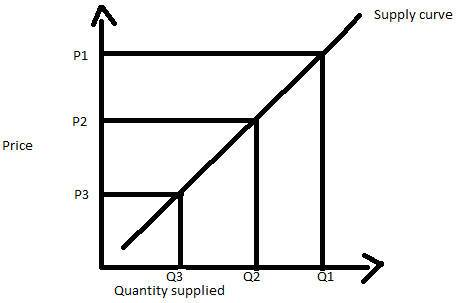 Supply curve
P1
P2
Price
P3
Q3
Q2
Q1
Quantity supplied